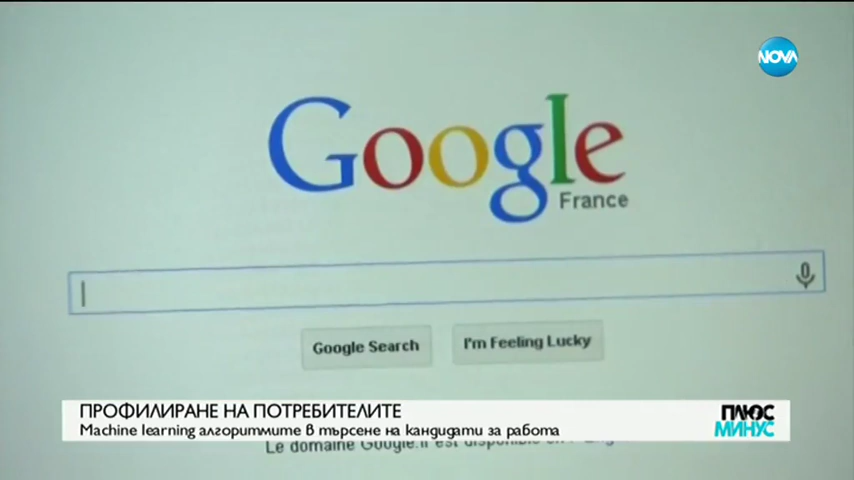 NOVA
Google
France
Google Search
I'm Feeling Lucky
ПРОФИЛИРАНЕ НА ПОТРЕБИТЕЛИТЕ
Machine learning алгоритмите в търсене на кандидати за работа
ПЛЮС
МИНУС
Le domaine Google.fr est disponible en